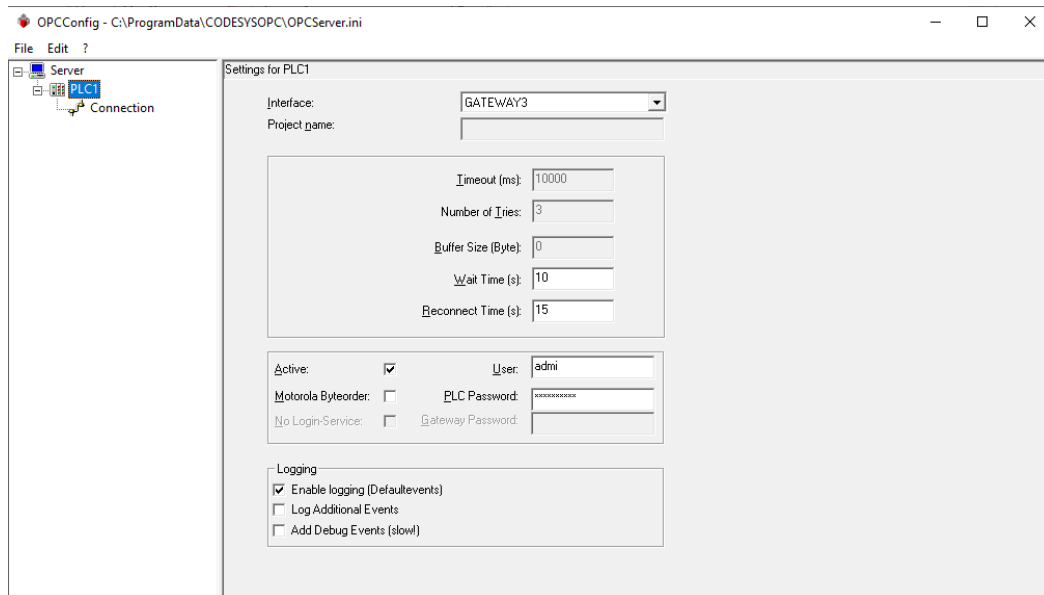 OPCConfig - C:\ProgramData\CODESYSOPC\OPCServer.ini
File Edit ?
Server
PLC1
Connection
Settings for PLC1
Interface: GATEWAY3
Project name:
Timeout (ms): 10000
Number of Tries: 3
Buffer Size (Byte): 0
Wait Time (s): 10
Reconnect Time (s): 15
Active: User: admi
Motorola Byteorder: PLC Password: xxxxxxxxxx
No Login-Service: Gateway Password:
Logging
Enable logging (Defaultevents)
Log Additional Events
Add Debug Events (slow!)